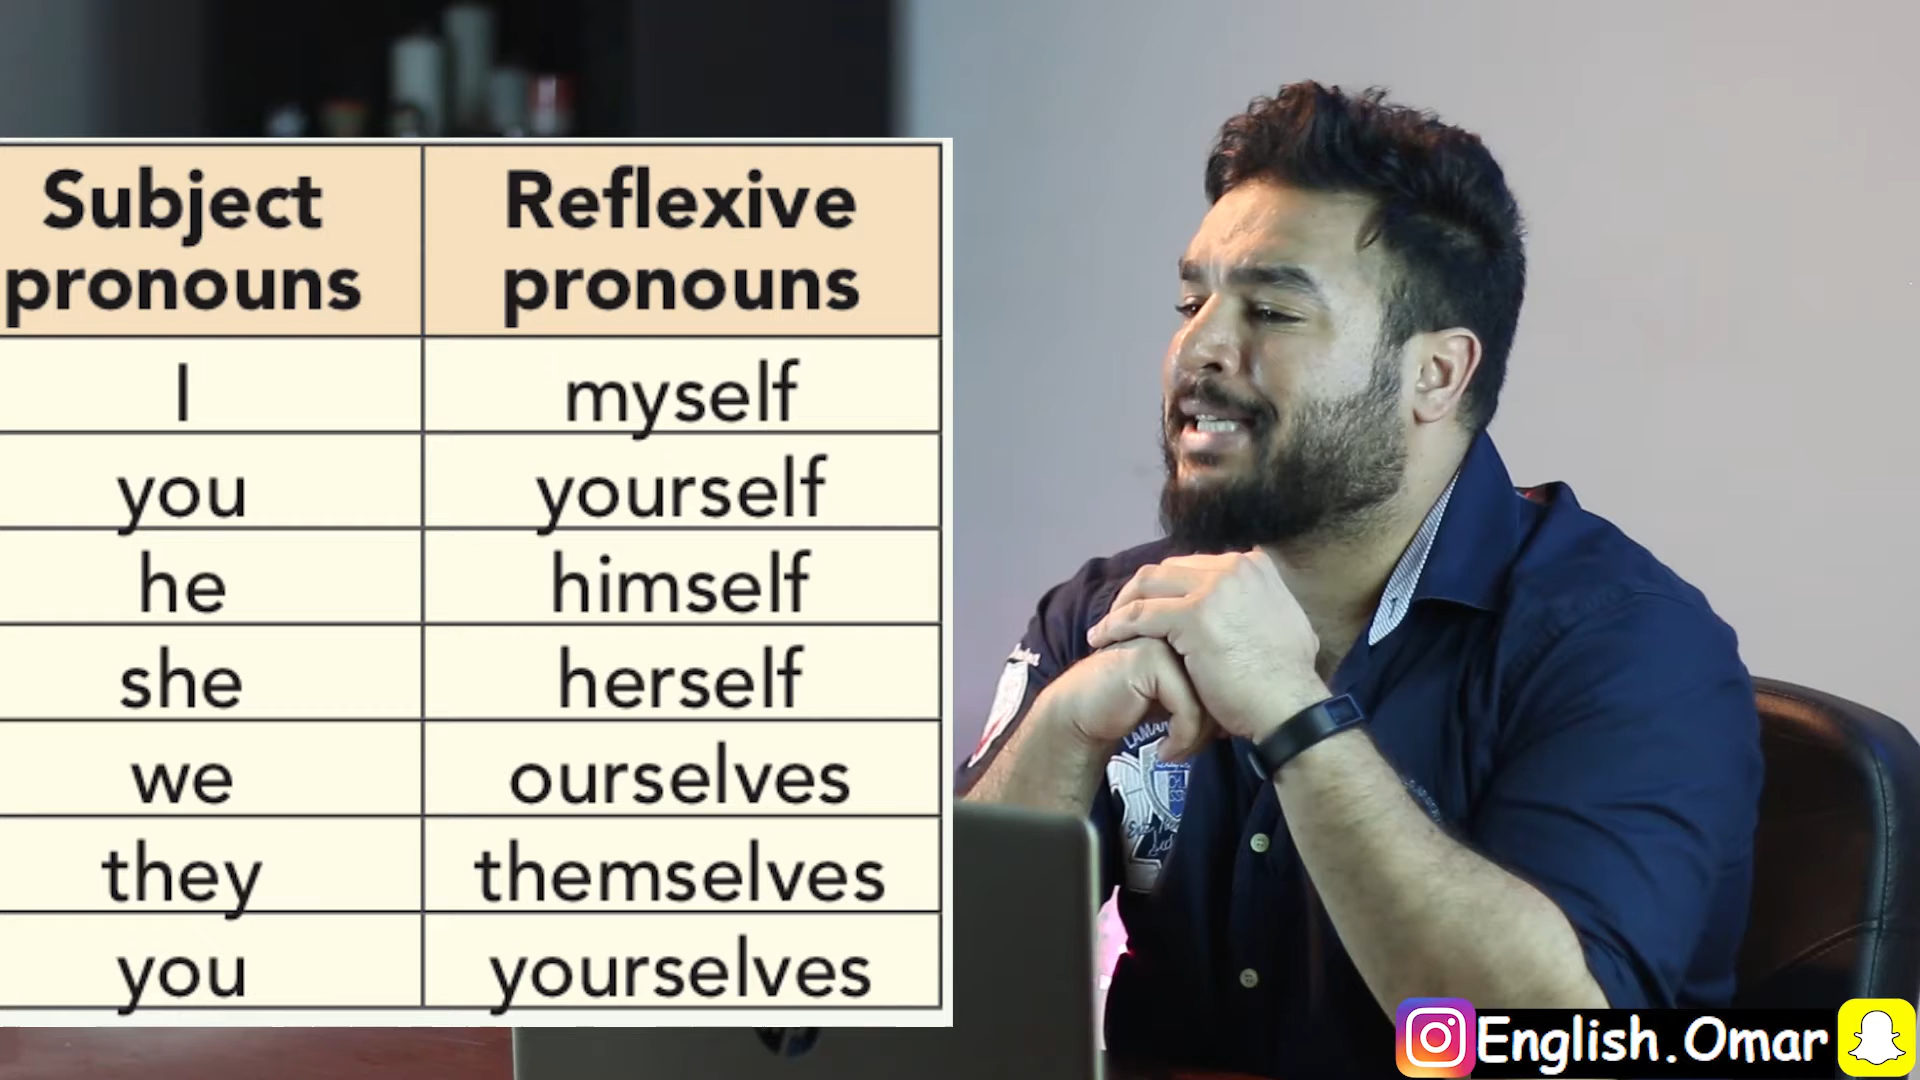 Subject pronouns
Reflexive pronouns
I myself
you yourself
he himself
she herself
we ourselves
they themselves
you yourselves
English.Omar